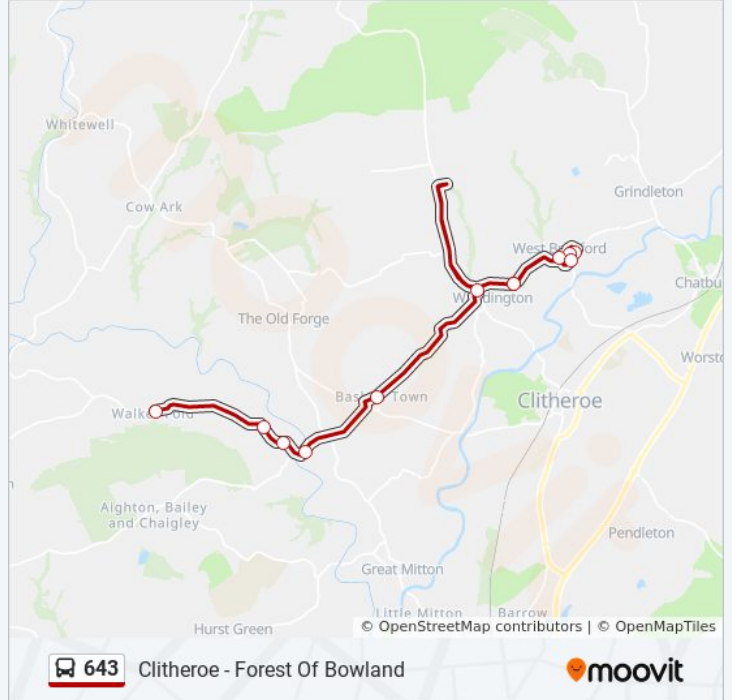 Whitewell
Grindleton
Cow Ark
West Bradford
Chatbu
Waddington
The Old Forge
Worst
Bashall Town
Clitheroe
Walker Fold
Aighton, Bailey
and Chaigley
Pendleton
Great Mitton
Little Mitton
Barrow
Hurst Green
© OpenStreetMap contributors | © OpenMapTiles
643 Clitheroe - Forest Of Bowland
moovit